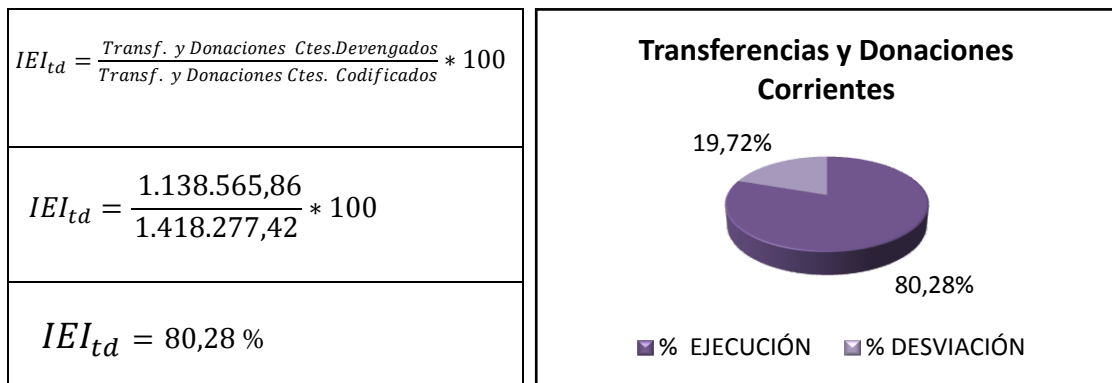 IEI_td = Transf. y Donaciones Ctes.Devengados / Transf. y Donaciones Ctes. Codificados * 100
IEI_td = 1.138.565,86 / 1.418.277,42 * 100
IEI_td = 80,28 %
Transferencias y Donaciones
Corrientes
19,72%
80,28%
% EJECUCIÓN % DESVIACIÓN